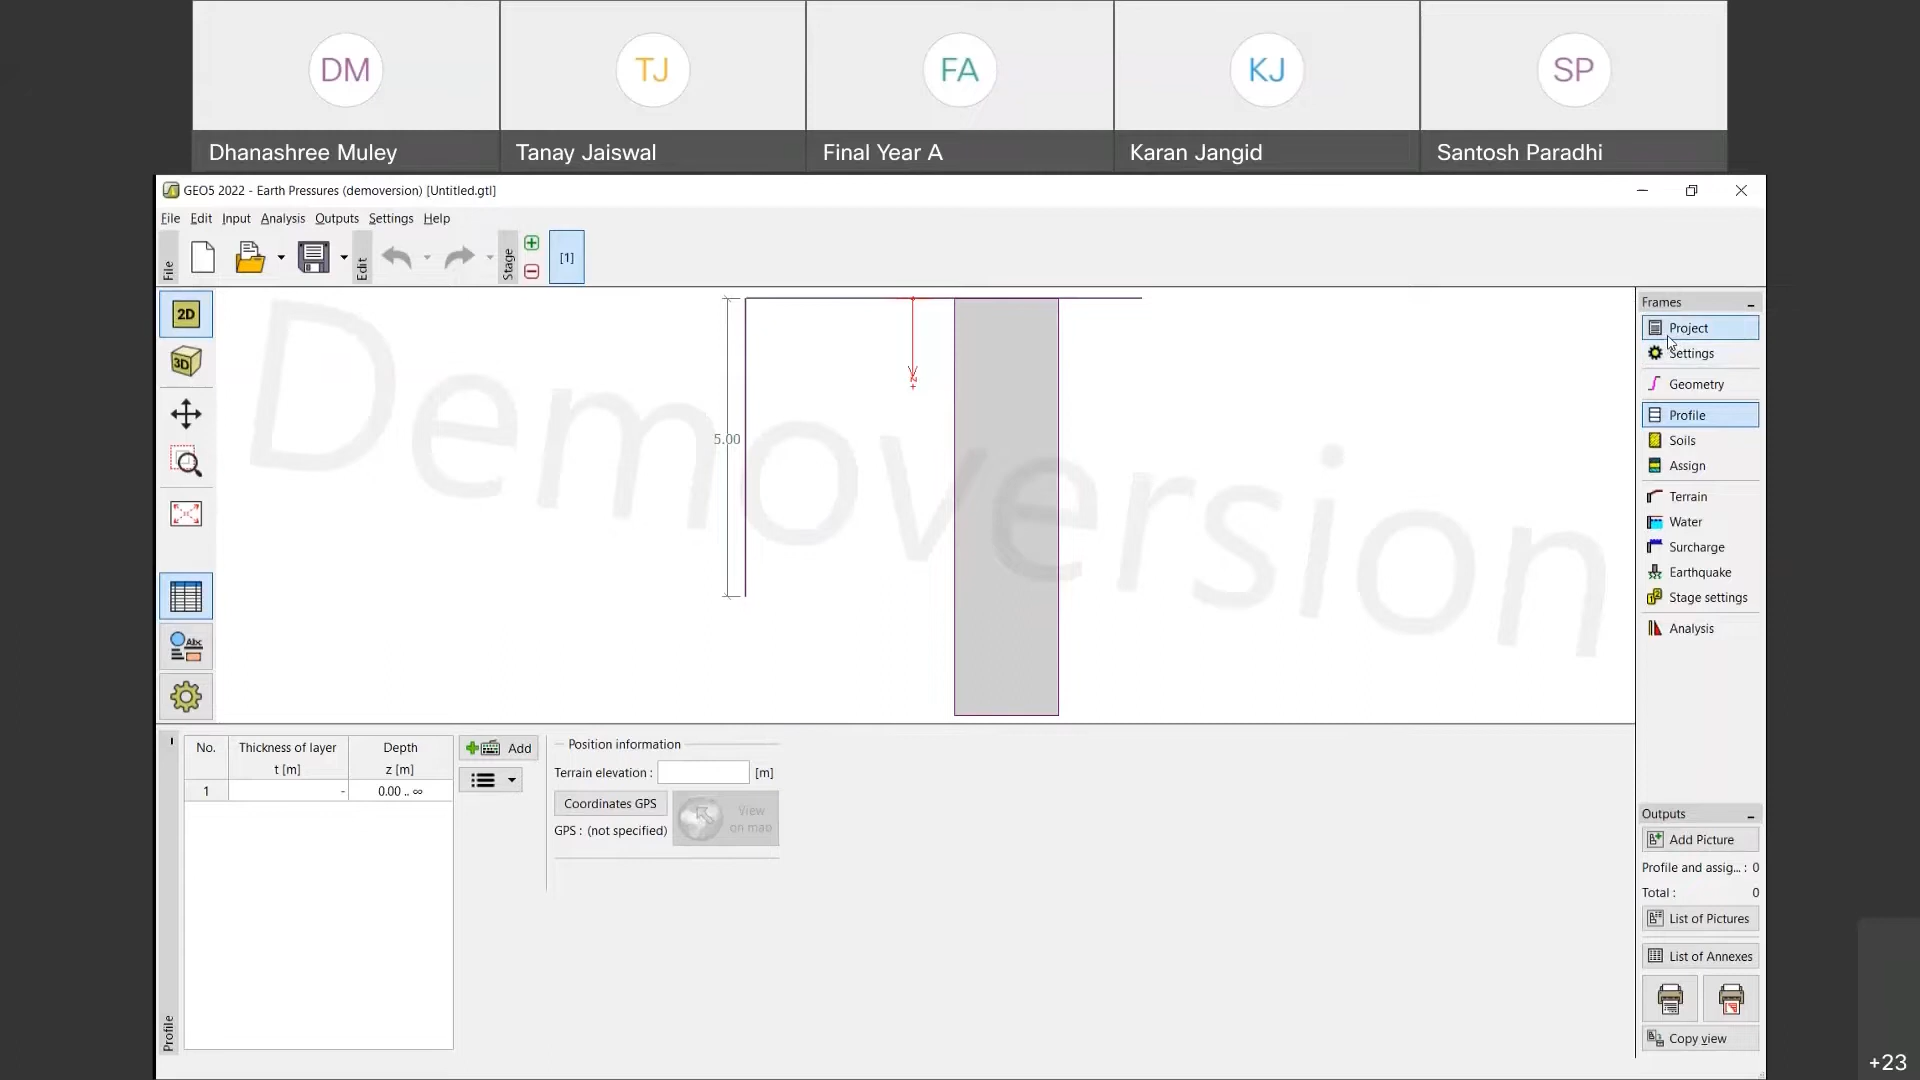 DM
TJ
FA
KJ
SP
Dhanashree Muley
Tanay Jaiswal
Final Year A
Karan Jangid
Santosh Paradhi
GEO5 2022 - Earth Pressures (demoversion) [Untitled.gtl]
File Edit Input Analysis Outputs Settings Help
File
Edit
Stage
[1]
2D
3D
Abc
Demoversion
5.00
+z
Frames
Project
Settings
Geometry
Profile
Soils
Assign
Terrain
Water
Surcharge
Earthquake
Stage settings
Analysis
No. Thickness of layer Depth
t [m] z [m]
1 - 0.00 .. ∞
Add
Position information
Terrain elevation : [m]
Coordinates GPS
View on map
GPS : (not specified)
Profile
Outputs
Add Picture
Profile and assig... : 0
Total : 0
List of Pictures
List of Annexes
Copy view
+23